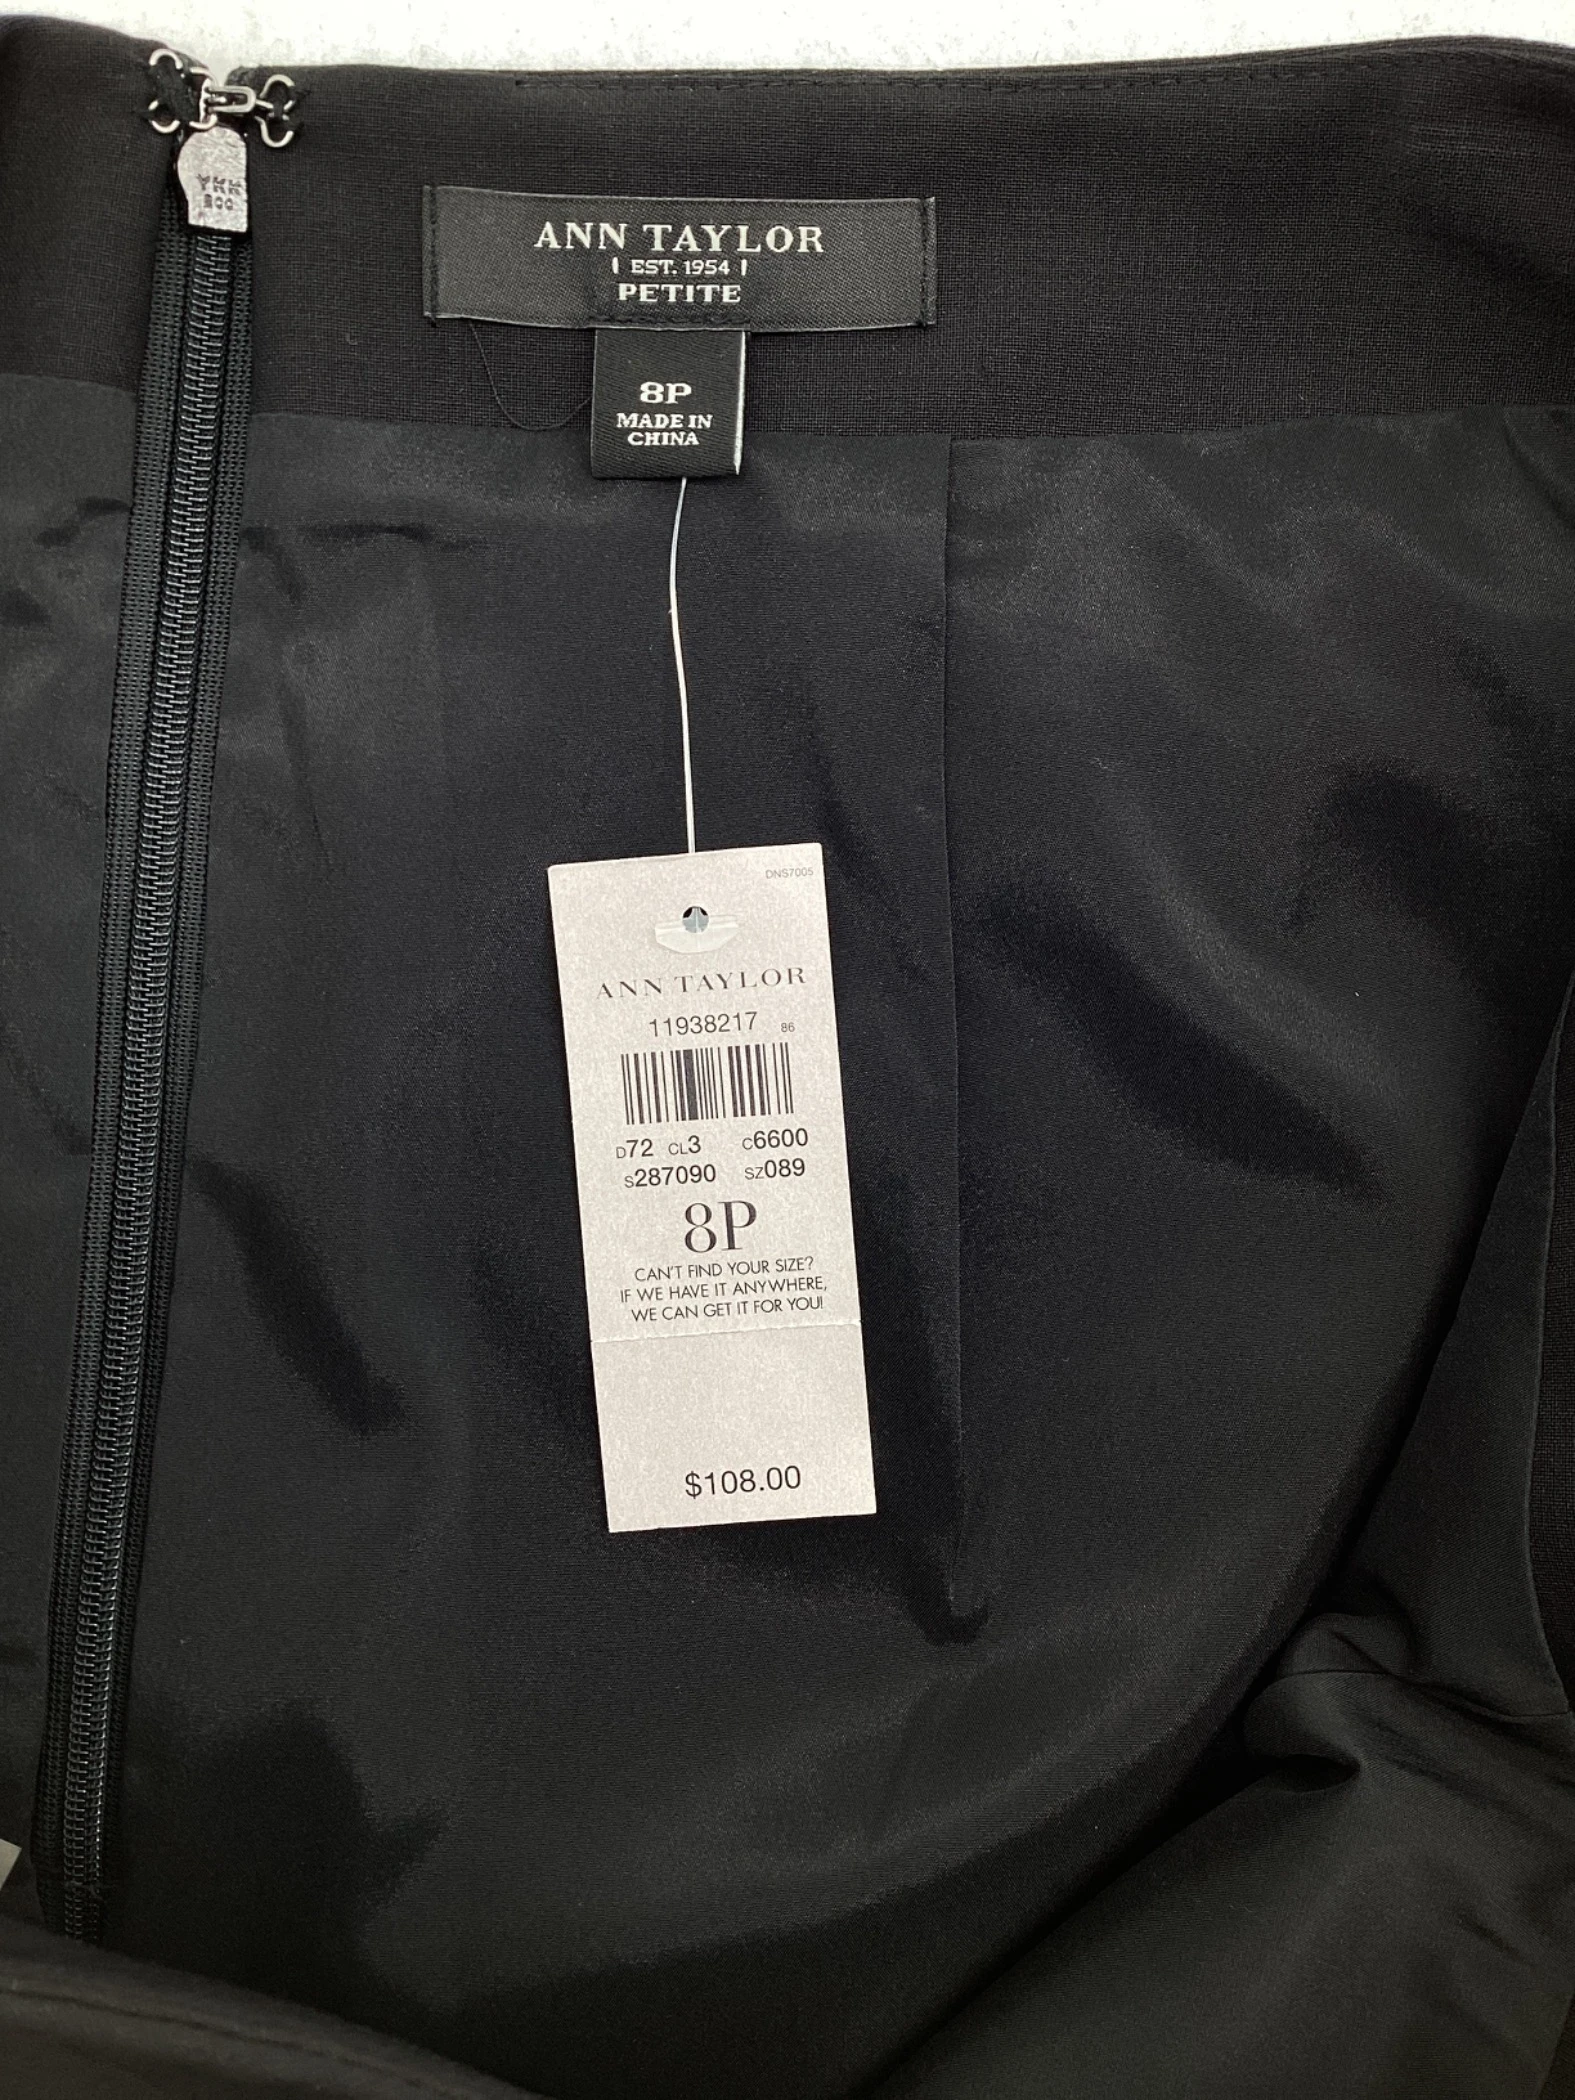 YKK
ANN TAYLOR
EST. 1954
PETITE
8P
MADE IN
CHINA
DNS7005
ANN TAYLOR
11938217 86
D72 CL3 C6600
S287090 SZ089
8P
CAN'T FIND YOUR SIZE?
IF WE HAVE IT ANYWHERE,
WE CAN GET IT FOR YOU!
$108.00